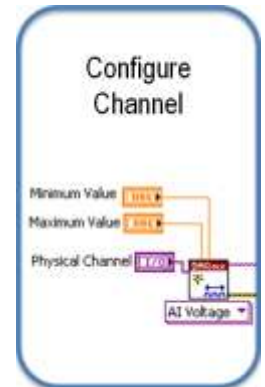 Configure
Channel
Minimum Value
Maximum Value
Physical Channel
I/O
AI Voltage